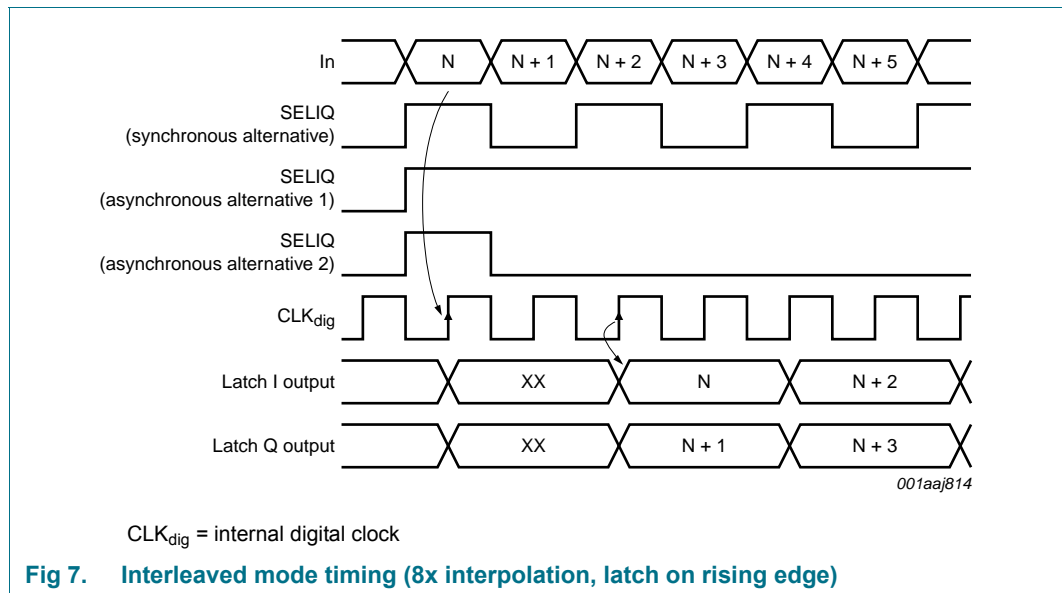 In N N + 1 N + 2 N + 3 N + 4 N + 5
SELIQ
(synchronous alternative)
SELIQ
(asynchronous alternative 1)
SELIQ
(asynchronous alternative 2)
CLKdig
Latch I output XX N N + 2
Latch Q output XX N + 1 N + 3
001aaj814
CLKdig = internal digital clock
Fig 7. Interleaved mode timing (8x interpolation, latch on rising edge)